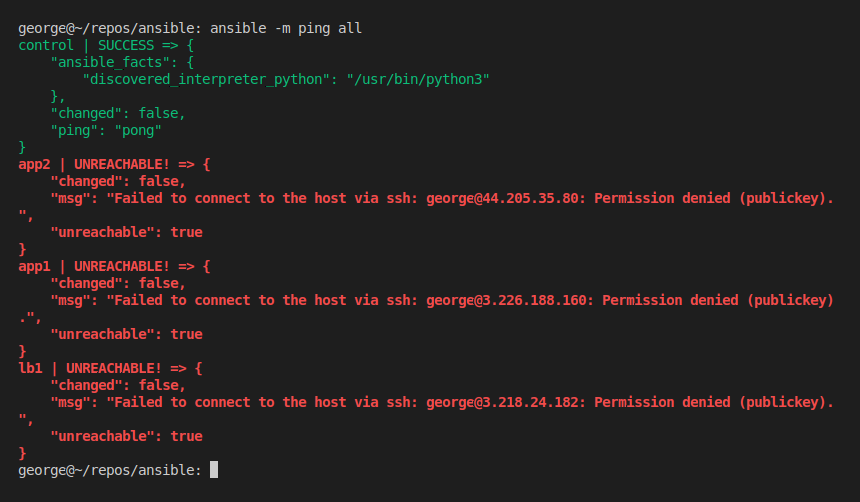 george@~/repos/ansible: ansible -m ping all
control | SUCCESS => {
    "ansible_facts": {
        "discovered_interpreter_python": "/usr/bin/python3"
    },
    "changed": false,
    "ping": "pong"
}
app2 | UNREACHABLE! => {
    "changed": false,
    "msg": "Failed to connect to the host via ssh: george@44.205.35.80: Permission denied (publickey).
",
    "unreachable": true
}
app1 | UNREACHABLE! => {
    "changed": false,
    "msg": "Failed to connect to the host via ssh: george@3.226.188.160: Permission denied (publickey)
.",
    "unreachable": true
}
lb1 | UNREACHABLE! => {
    "changed": false,
    "msg": "Failed to connect to the host via ssh: george@3.218.24.182: Permission denied (publickey).
",
    "unreachable": true
}
george@~/repos/ansible: